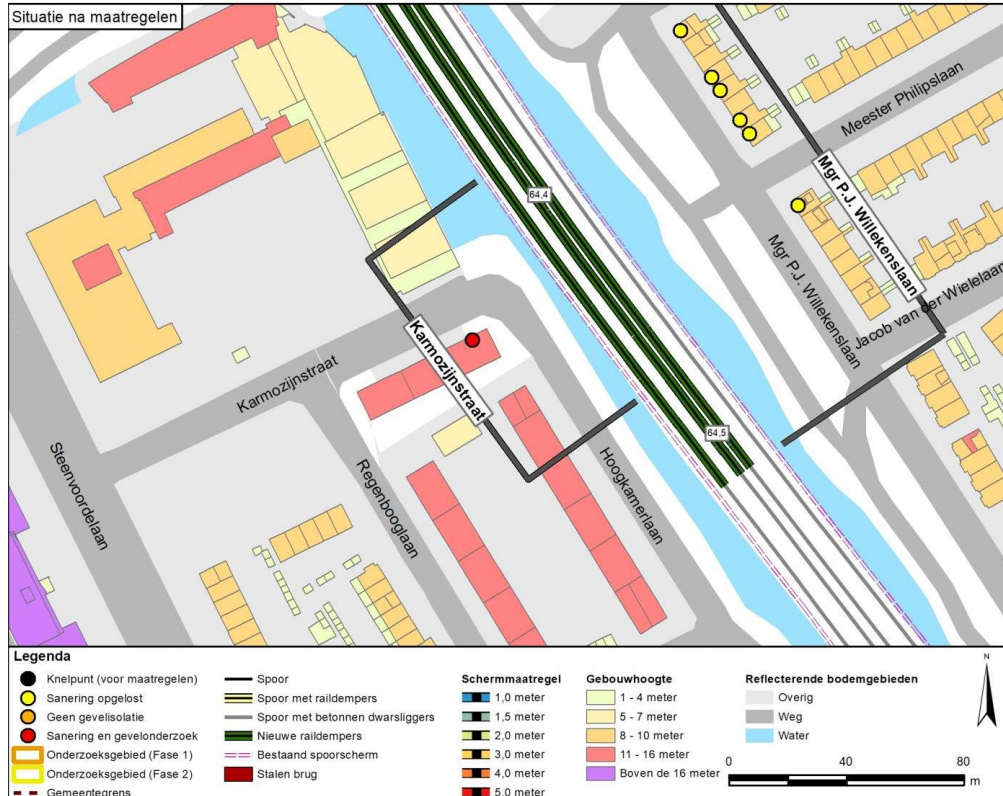 Situatie na maatregelen
Meester Philipslaan
Mgr P.J. Willekenslaan
64,4
Mgr P.J. Willekenslaan
Jacob van der Wielelaan
Karmozijnstraat
Karmozijnstraat
64,5
Steenvoordelaan
Regenbooglaan
Hoogkamerlaan
Legenda
Knelpunt (voor maatregelen)
Sanering opgelost
Geen gevelisolatie
Sanering en gevelonderzoek
Onderzoeksgebied (Fase 1)
Onderzoeksgebied (Fase 2)
Gemeentegrens
Spoor
Spoor met raildempers
Spoor met betonnen dwarsliggers
Nieuwe raildempers
Bestaand spoorscherm
Stalen brug
Schermmaatregel
1,0 meter
1,5 meter
2,0 meter
3,0 meter
4,0 meter
5,0 meter
Gebouwhoogte
1 - 4 meter
5 - 7 meter
8 - 10 meter
11 - 16 meter
Boven de 16 meter
Reflecterende bodemgebieden
Overig
Weg
Water
N
0 40 80
m